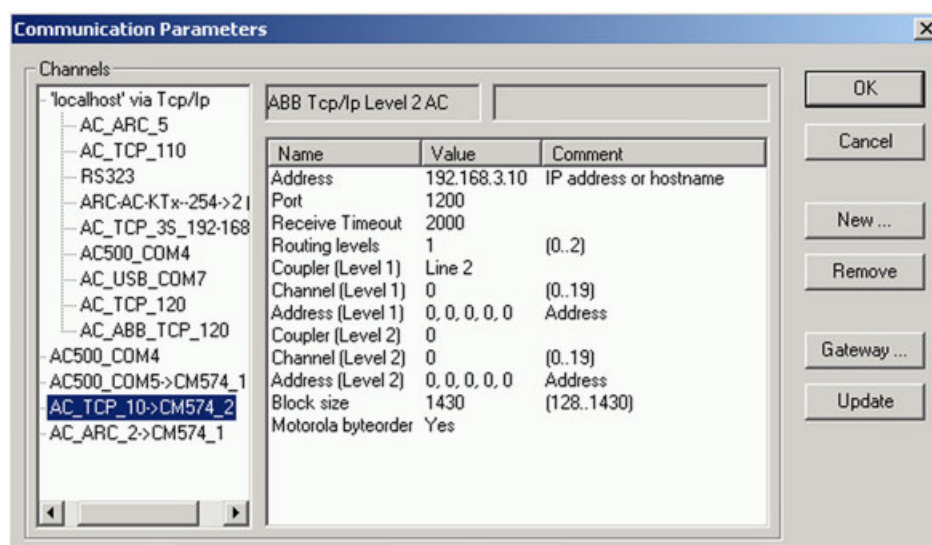 Communication Parameters
Channels
'localhost' via Tcp/Ip
AC_ARC_5
AC_TCP_110
RS323
ARC-AC-KTx--254->2
AC_TCP_3S_192-168
AC500_COM4
AC_USB_COM7
AC_TCP_120
AC_ABB_TCP_120
AC500_COM4
AC500_COM5->CM574_1
AC_TCP_10->CM574_2
AC_ARC_2->CM574_1
ABB Tcp/Ip Level 2 AC
Name Value Comment
Address 192.168.3.10 IP address or hostname
Port 1200
Receive Timeout 2000
Routing levels 1 (0..2)
Coupler (Level 1) Line 2
Channel (Level 1) 0 (0..19)
Address (Level 1) 0, 0, 0, 0, 0 Address
Coupler (Level 2) 0
Channel (Level 2) 0 (0..19)
Address (Level 2) 0, 0, 0, 0, 0 Address
Block size 1430 (128..1430)
Motorola byteorder Yes
OK
Cancel
New ...
Remove
Gateway ...
Update